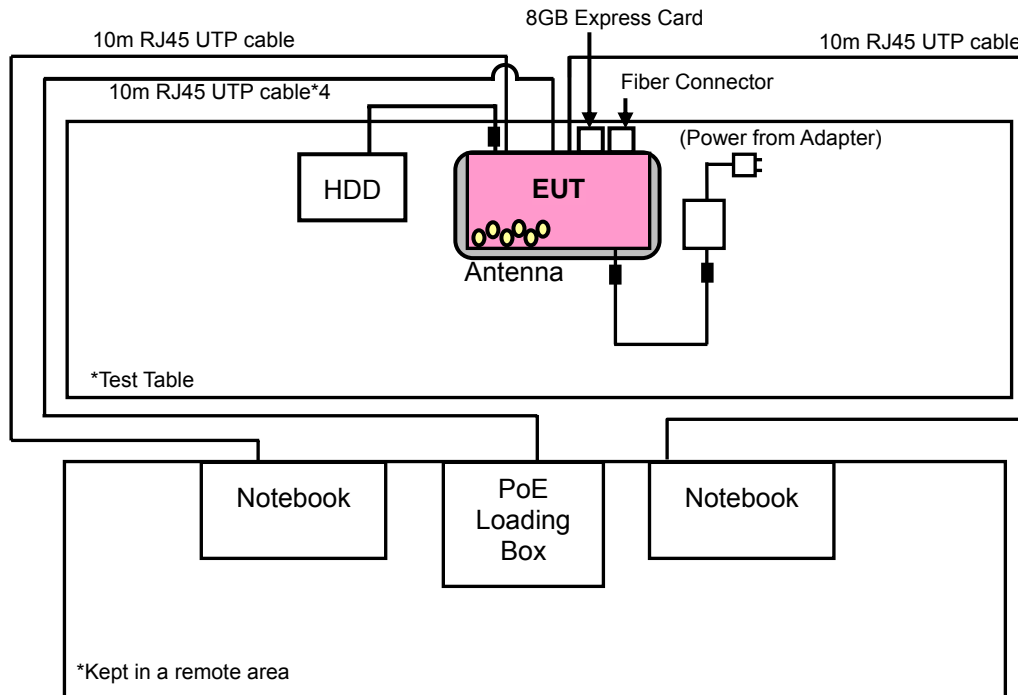 8GB Express Card
10m RJ45 UTP cable
10m RJ45 UTP cable
Fiber Connector
10m RJ45 UTP cable*4
(Power from Adapter)
HDD
EUT
Antenna
*Test Table
Notebook
PoE
Loading
Box
Notebook
*Kept in a remote area